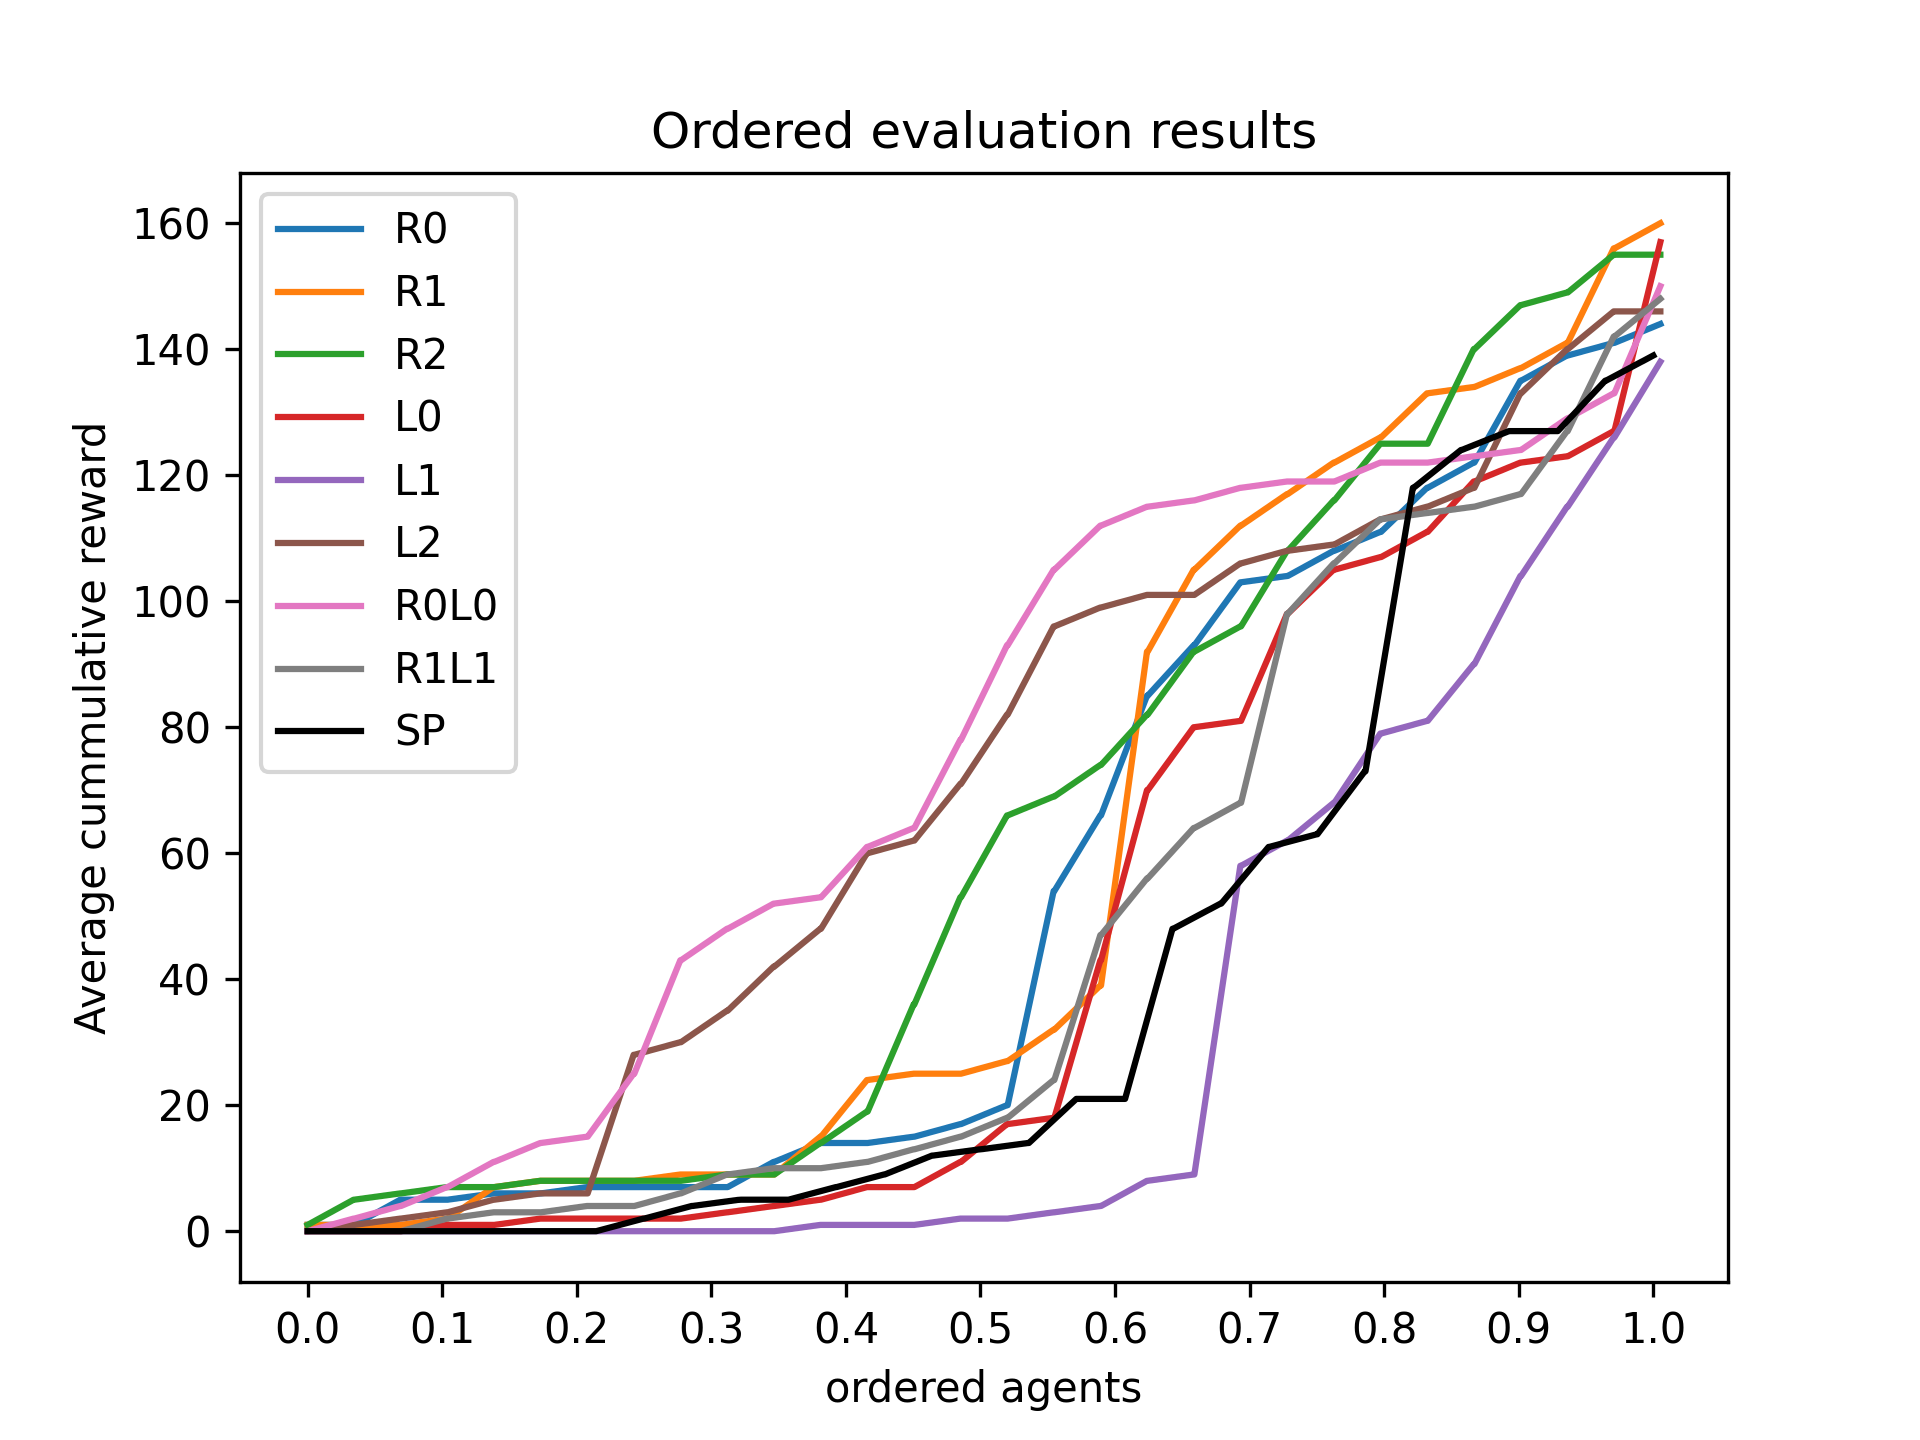 Ordered evaluation results
Average cummulative reward
160
140
120
100
80
60
40
20
0
R0
R1
R2
L0
L1
L2
R0L0
R1L1
SP
0.0 0.1 0.2 0.3 0.4 0.5 0.6 0.7 0.8 0.9 1.0
ordered agents